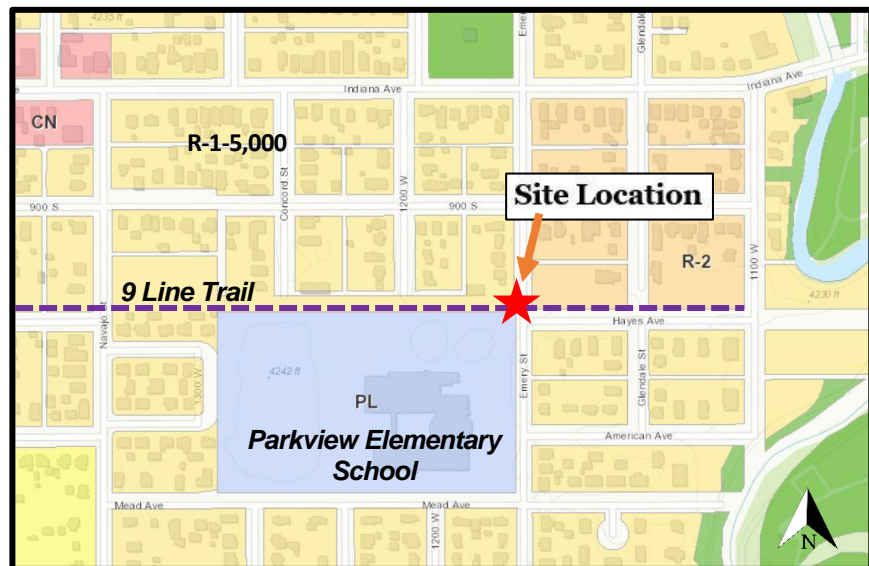 4235 ft
Emer
Glendale
Indiana Ave
Indiana Ave
CN
R-1-5,000
Concord St
1200 W
900 S
900 S
Site Location
R-2
1100 W
9 Line Trail
4230 ft
Navajo St
Hayes Ave
1300 W
4242 ft
Emery St
Glendale St
PL
Parkview Elementary
School
American Ave
Mead Ave
Mead Ave
1200 W
N